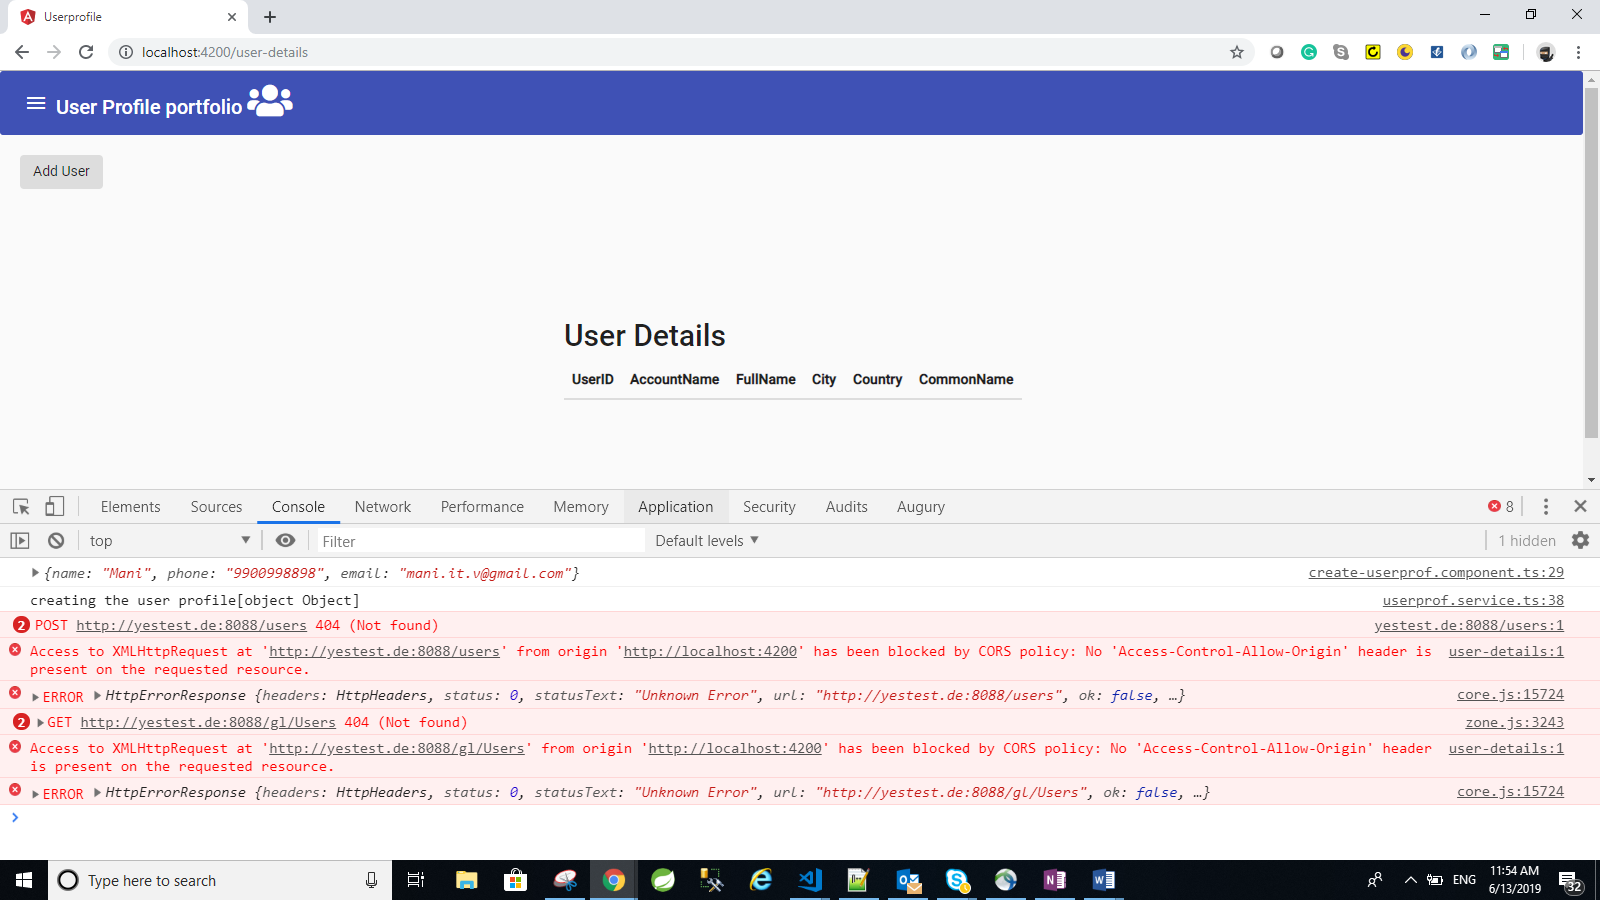 Userprofile
localhost:4200/user-details
User Profile portfolio
Add User
User Details
UserID AccountName FullName City Country CommonName
Elements Sources Console Network Performance Memory Application Security Audits Augury 8
top Filter Default levels ▼ 1 hidden
{name: "Mani", phone: "9900998898", email: "mani.it.v@gmail.com"} create-userprof.component.ts:29
creating the user profile[object Object] userprof.service.ts:38
2 POST http://yestest.de:8088/users 404 (Not found) yestest.de:8088/users:1
Access to XMLHttpRequest at 'http://yestest.de:8088/users' from origin 'http://localhost:4200' has been blocked by CORS policy: No 'Access-Control-Allow-Origin' header is user-details:1
present on the requested resource.
ERROR HttpErrorResponse {headers: HttpHeaders, status: 0, statusText: "Unknown Error", url: "http://yestest.de:8088/users", ok: false, …} core.js:15724
2 GET http://yestest.de:8088/gl/Users 404 (Not found) zone.js:3243
Access to XMLHttpRequest at 'http://yestest.de:8088/gl/Users' from origin 'http://localhost:4200' has been blocked by CORS policy: No 'Access-Control-Allow-Origin' header user-details:1
is present on the requested resource.
ERROR HttpErrorResponse {headers: HttpHeaders, status: 0, statusText: "Unknown Error", url: "http://yestest.de:8088/gl/Users", ok: false, …} core.js:15724
Type here to search
ENG
11:54 AM
6/13/2019
32